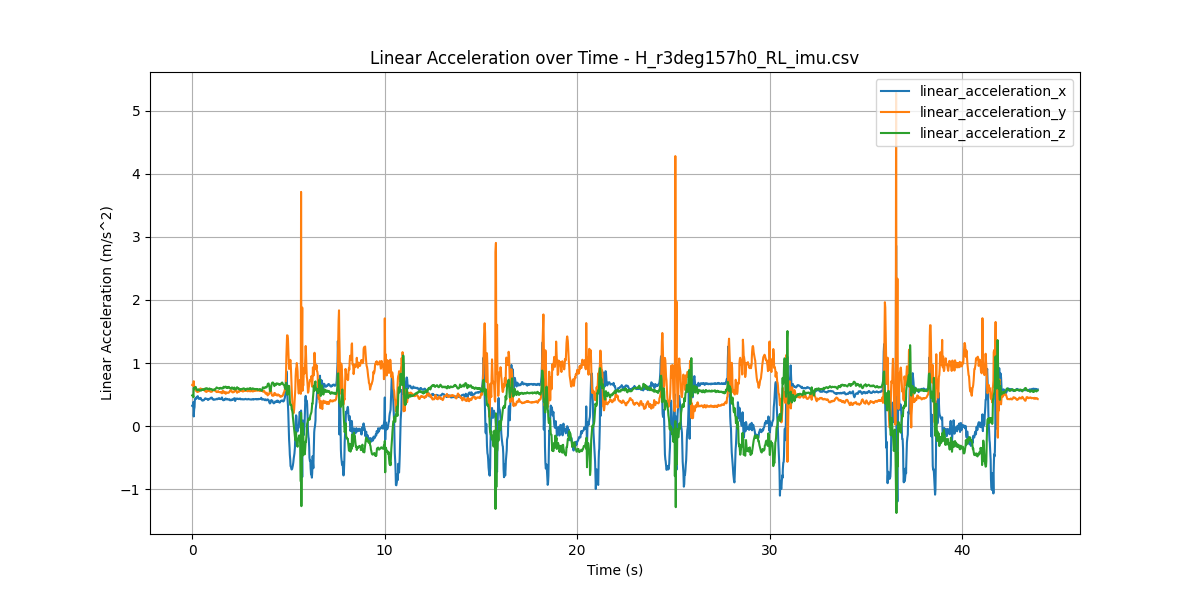 Linear Acceleration over Time - H_r3deg157h0_RL_imu.csv
linear_acceleration_x
linear_acceleration_y
linear_acceleration_z
Linear Acceleration (m/s^2)
5
4
3
2
1
0
−1
0 10 20 30 40
Time (s)